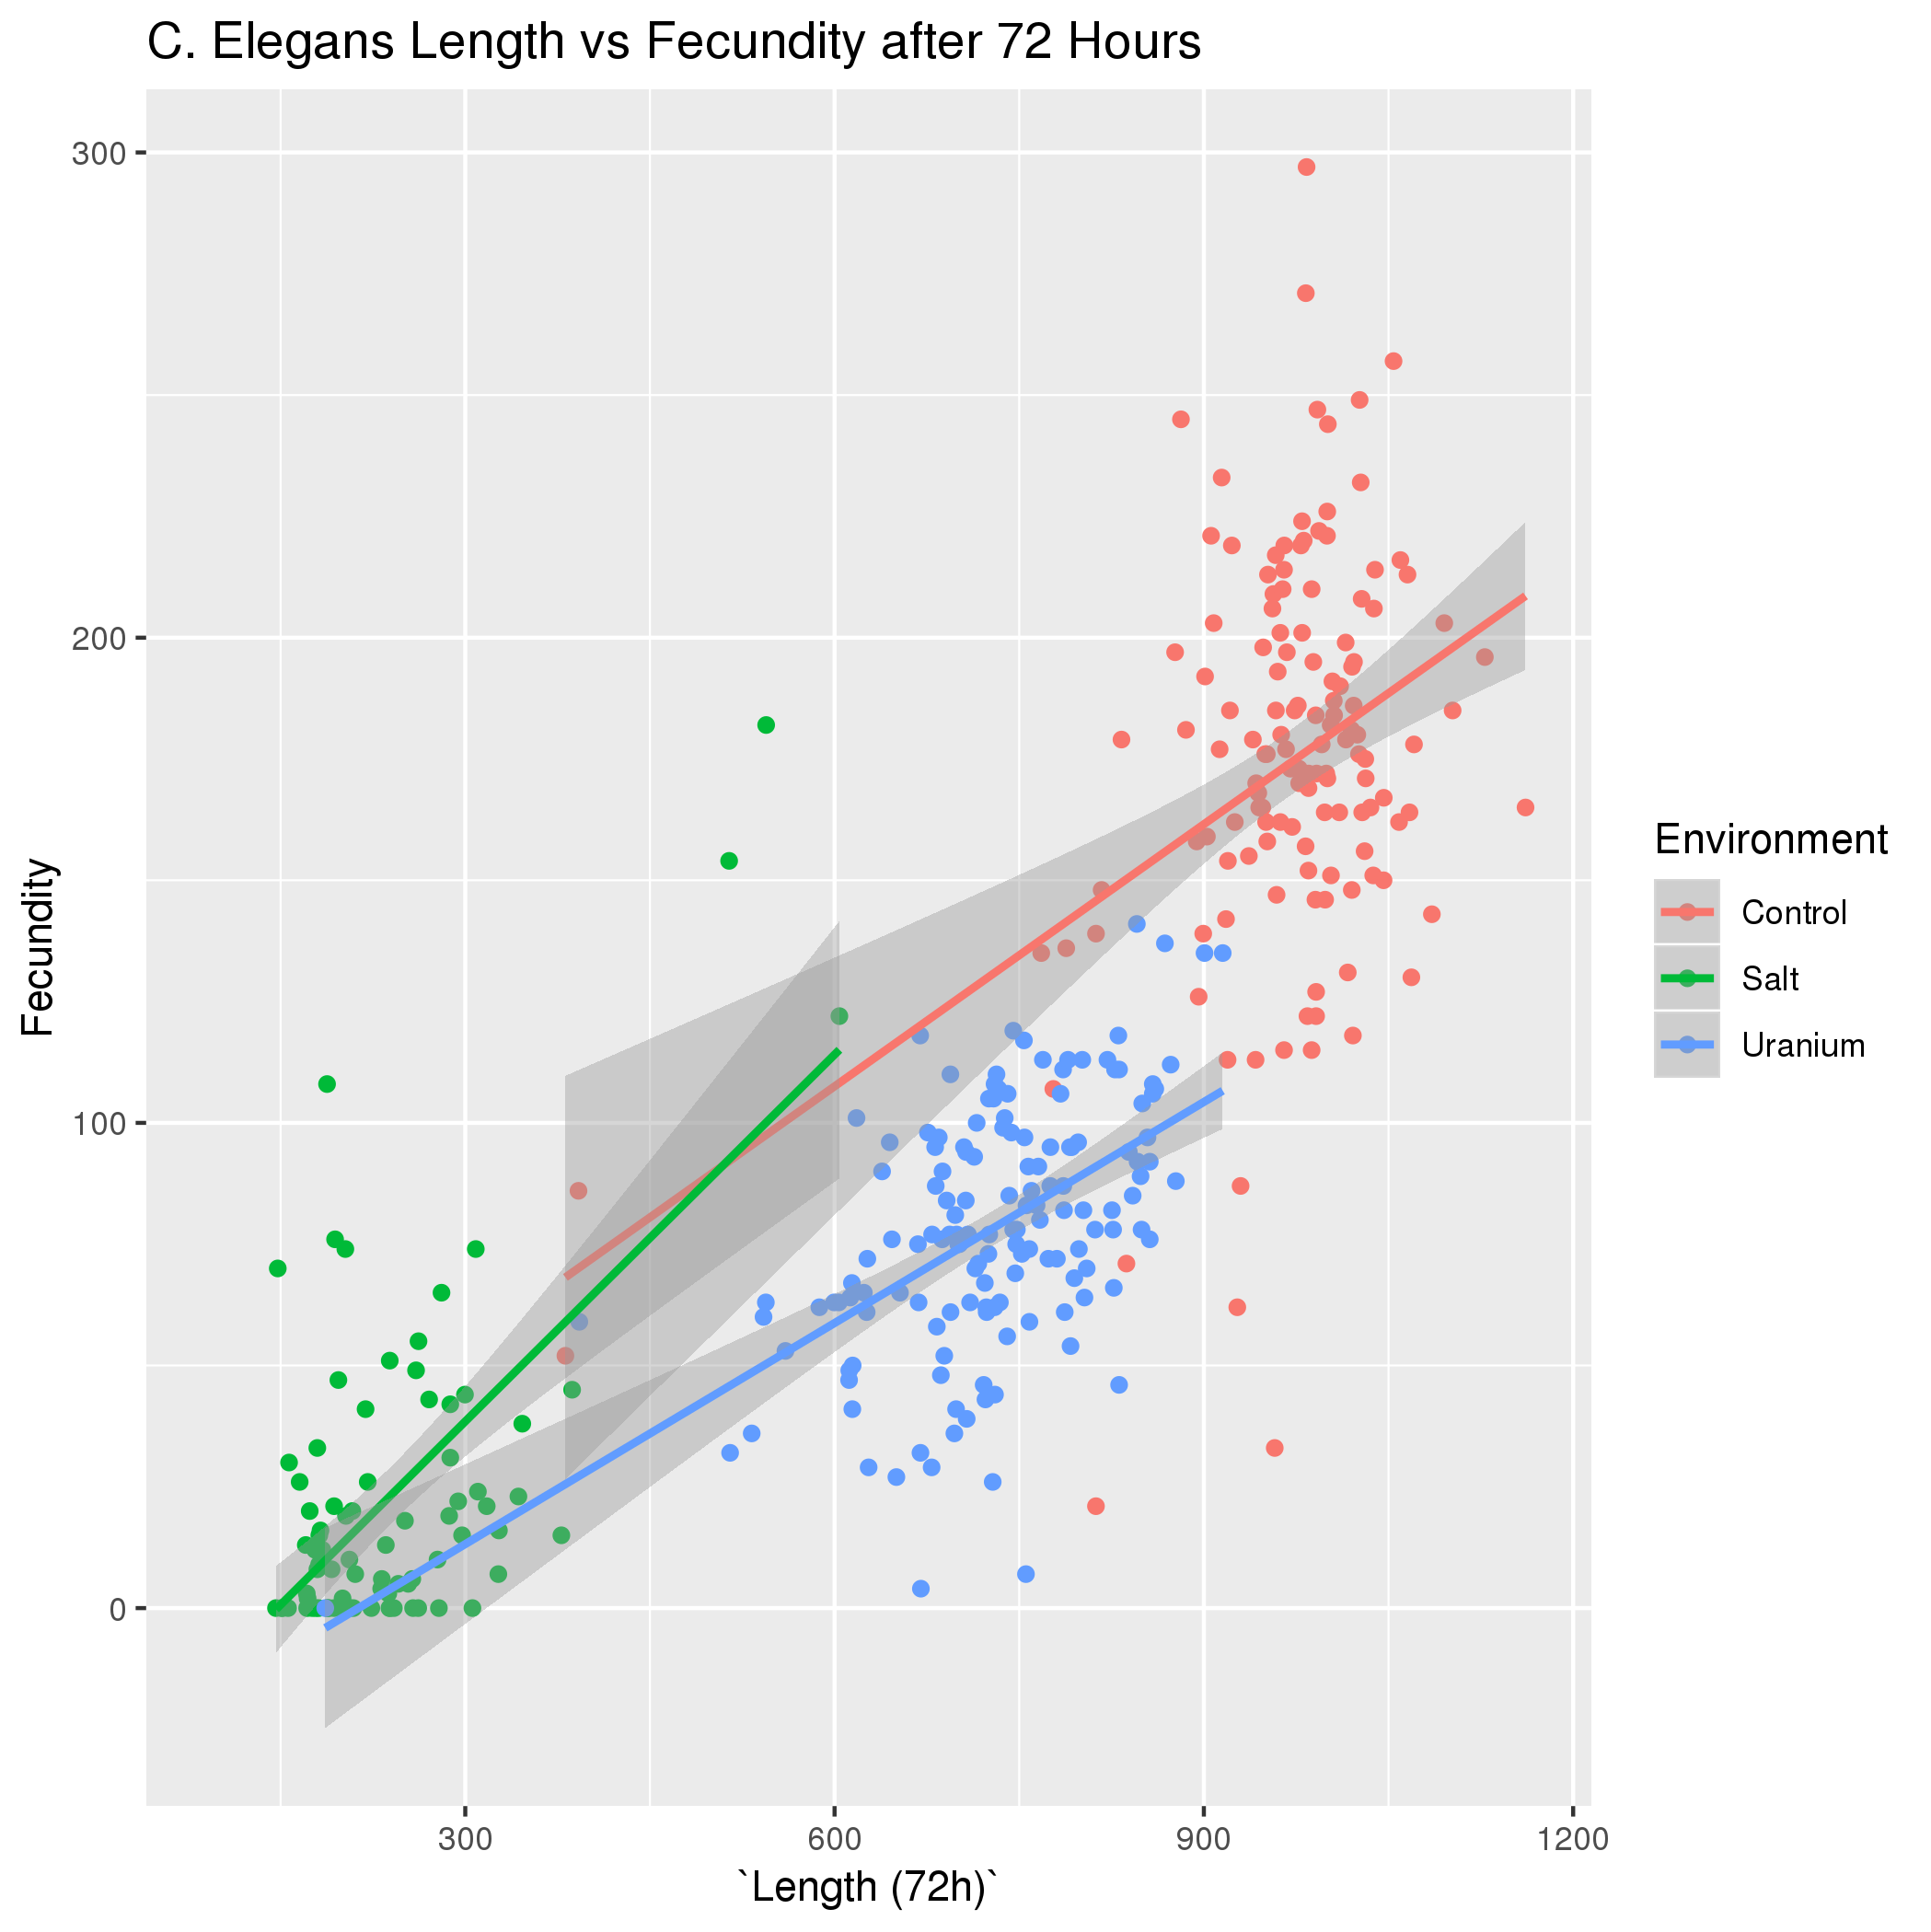 C. Elegans Length vs Fecundity after 72 Hours
300
200
100
0
Fecundity
300
600
900
1200
`Length (72h)`
Environment
Control
Salt
Uranium